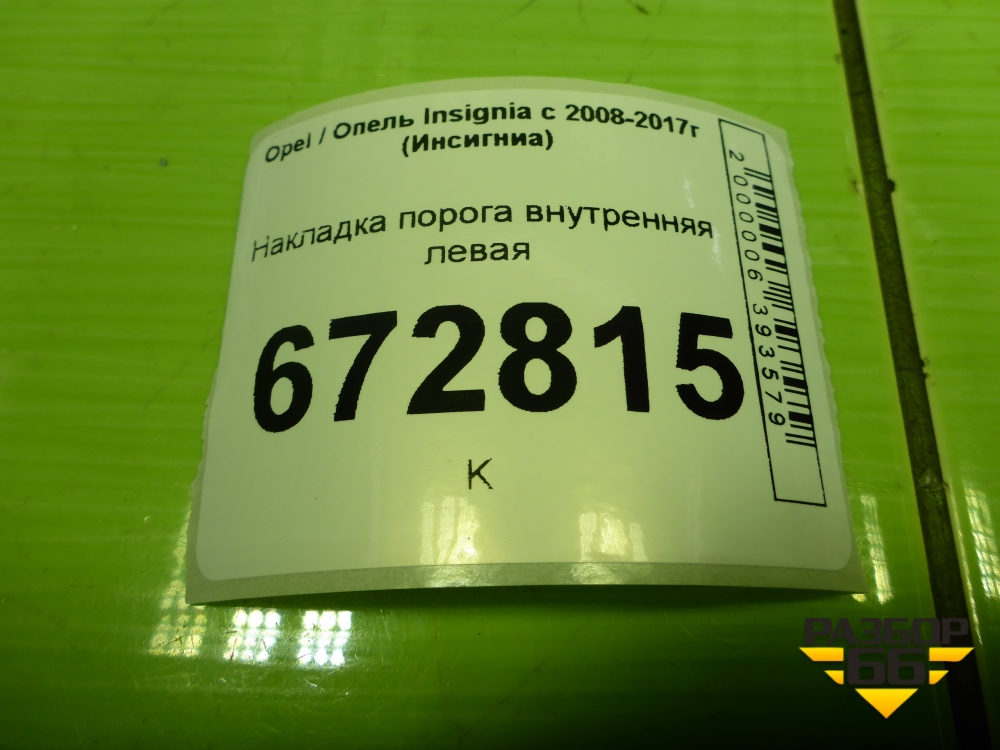 Opel / Опель Insignia с 2008-2017г
(Инсигниа)
Накладка порога внутренняя
левая
672815
К
2000006393579
РАЗБОР
66